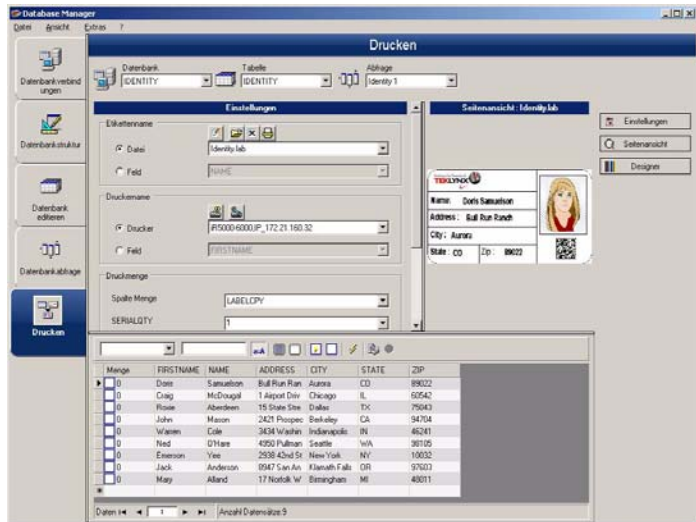 Database Manager
Datei Ansicht Extras ?
Drucken
Datenbank Tabelle Abfrage
IDENTITY IDENTITY Identity 1
Datenbankverbindungen
Datenbankstruktur
Datenbank editieren
Datenbankabfrage
Drucken
Einstellungen
Etikettenname
Datei Identity.lab
Feld NAME
Druckername
Drucker iR5000-6000UP_172.21.160.32
Feld FIRSTNAME
Druckmenge
Spalte Menge LABELCPY
SERIALQTY 1
Seitenansicht : Identity.lab
TEKLYNX
Name: Doris Samuelson
Address : Bull Run Ranch
City : Aurora
State : CO Zip : 89022
Einstellungen
Seitenansicht
Designer
Menge FIRSTNAME NAME ADDRESS CITY STATE ZIP
0 Doris Samuelson Bull Run Ran Aurora CO 89022
0 Craig McDougal 1 Airport Driv Chicago IL 60542
0 Rosie Aberdeen 15 State Stre Dallas TX 75043
0 John Mason 2421 Prospec Berkeley CA 94704
0 Warren Cole 3434 Washin Indianapolis IN 46241
0 Ned O'Hare 4950 Pullman Seattle WA 98105
0 Emerson Yee 2938 42nd St New York NY 10032
0 Jack Anderson 8947 San An Klamath Falls OR 97603
0 Mary Alland 17 Norfolk W Birmingham MI 48011
Daten 1 Anzahl Datensätze 9